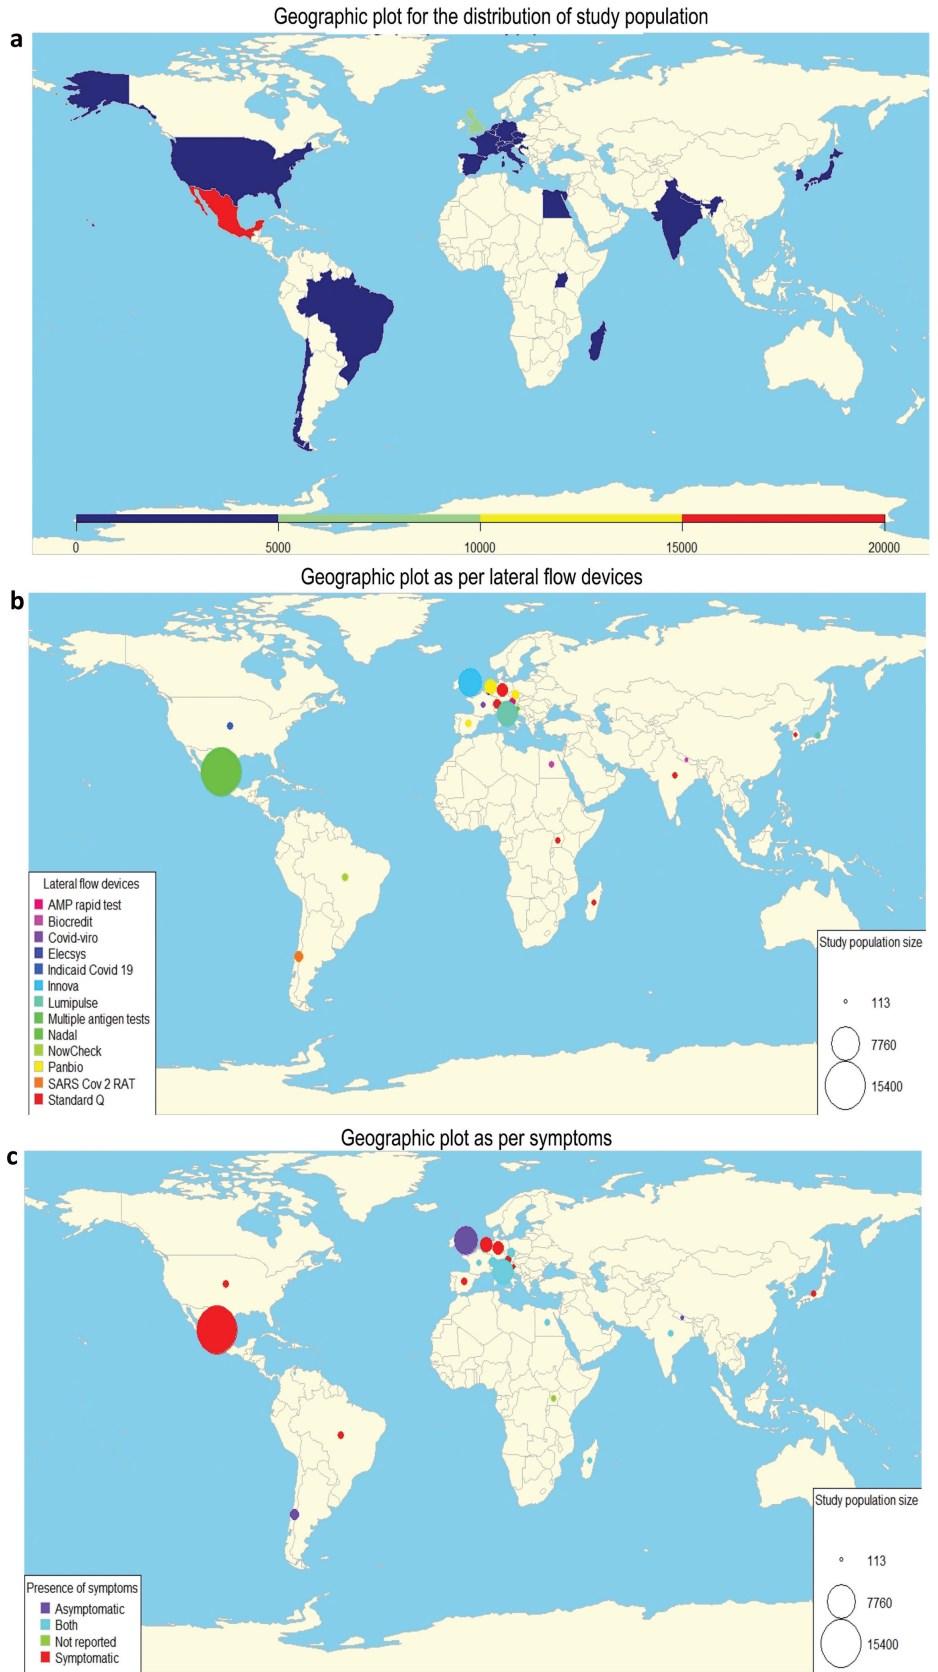 Geographic plot for the distribution of study population
a
0 5000 10000 15000 20000
Geographic plot as per lateral flow devices
b
Lateral flow devices
AMP rapid test
Biocredit
Covid-viro
Elecsys
Indicaid Covid 19
Innova
Lumipulse
Multiple antigen tests
Nadal
NowCheck
Panbio
SARS Cov 2 RAT
Standard Q
Study population size
113
7760
15400
Geographic plot as per symptoms
c
Presence of symptoms
Asymptomatic
Both
Not reported
Symptomatic
Study population size
113
7760
15400